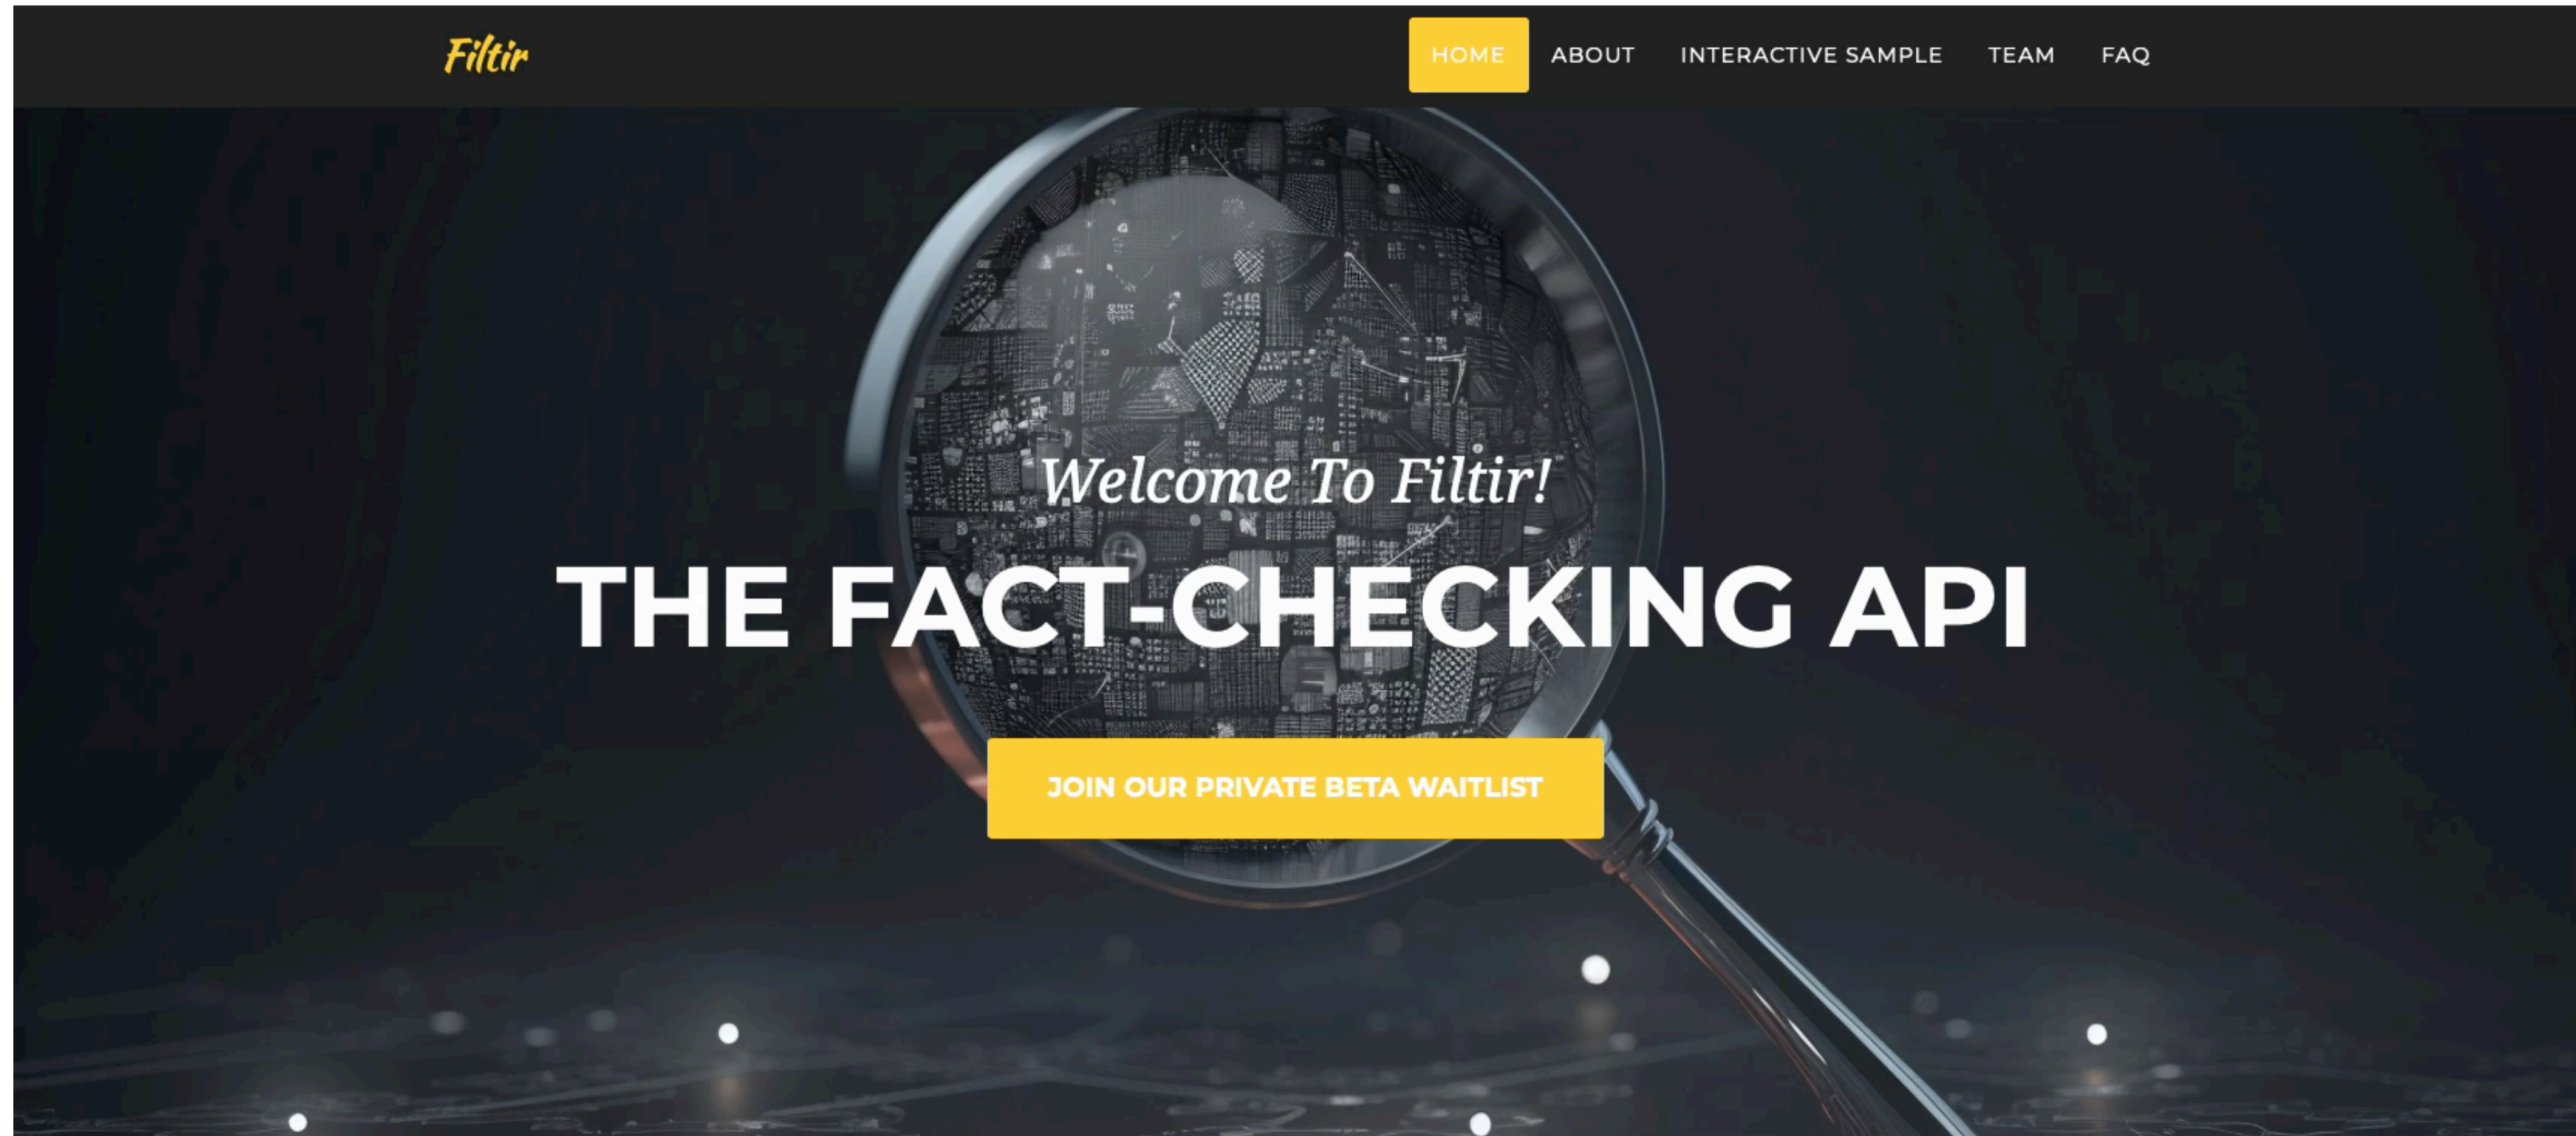 Filtir
HOME ABOUT INTERACTIVE SAMPLE TEAM FAQ
Welcome To Filtir!
THE FACT-CHECKING API
JOIN OUR PRIVATE BETA WAITLIST